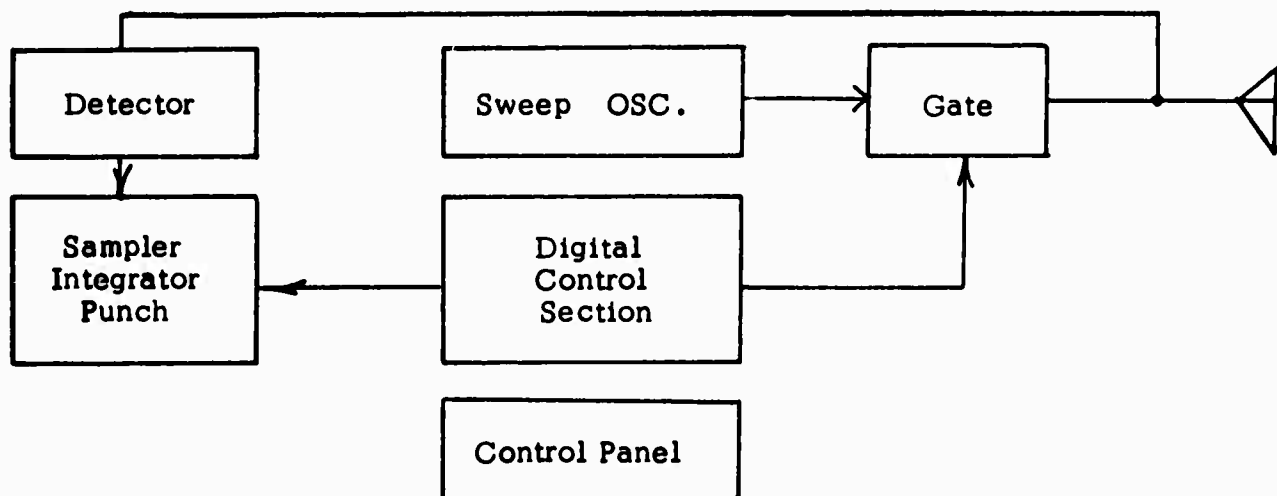 Detector
Sweep OSC.
Gate
Sampler
Integrator
Punch
Digital
Control
Section
Control Panel